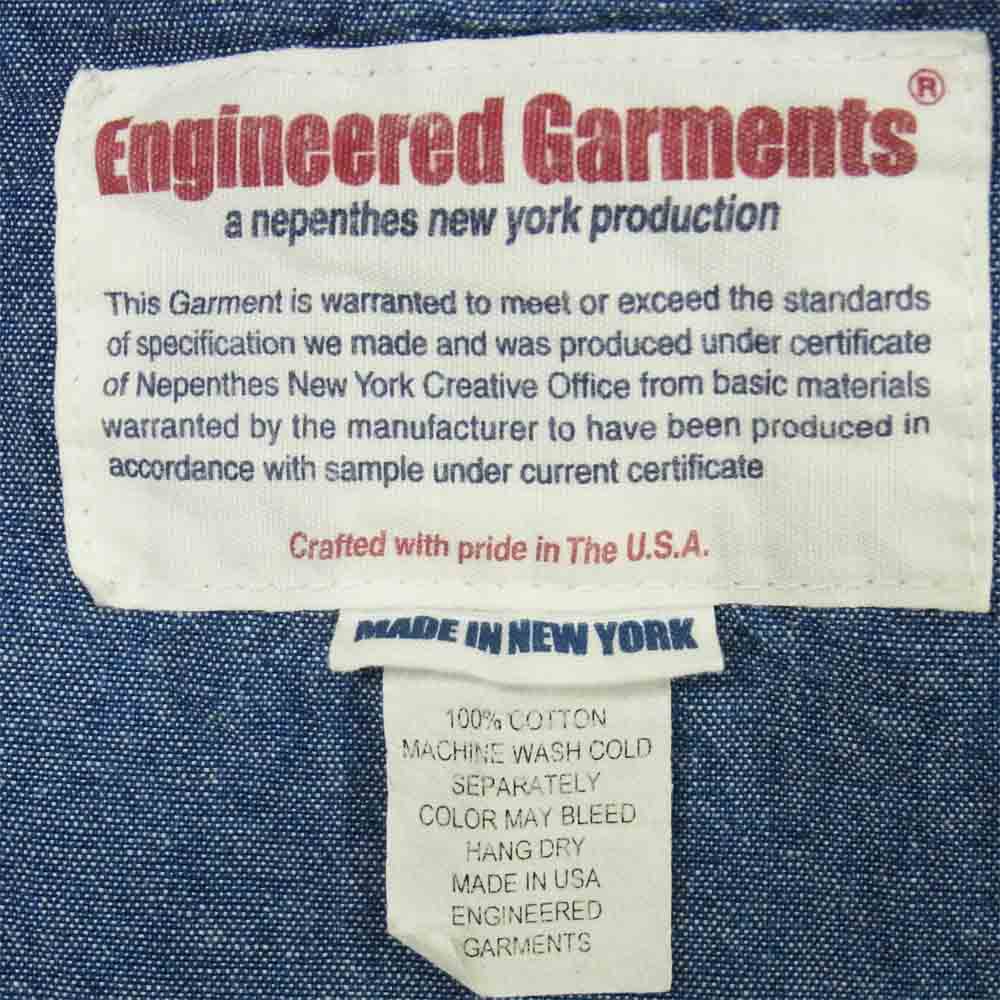 Engineered Garments®
a nepenthes new york production
This Garment is warranted to meet or exceed the standards
of specification we made and was produced under certificate
of Nepenthes New York Creative Office from basic materials
warranted by the manufacturer to have been produced in
accordance with sample under current certificate
Crafted with pride in The U.S.A.
MADE IN NEW YORK
100% COTTON
MACHINE WASH COLD
SEPARATELY
COLOR MAY BLEED
HANG DRY
MADE IN USA
ENGINEERED
GARMENTS